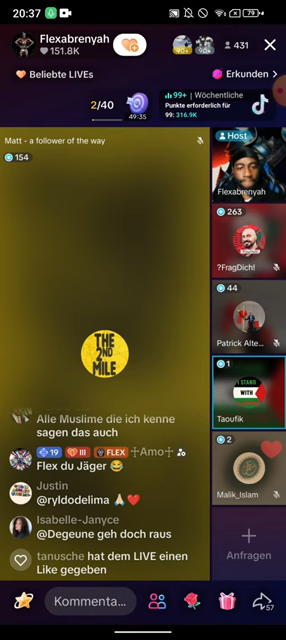 20:37
79
Flexabrenyah
151.8K
431
Beliebte LIVEs
Erkunden >
2/40
49:35
99+ | Wöchentliche
Punkte erforderlich für
99: 316.9K
Matt - a follower of the way
154
THE
2ND
MILE
Host
Flexabrenyah
263
?FragDich!
44
Patrick Alte...
1
I STAND
WITH
Taoufik
2
Malik_Islam
Alle Muslime die ich kenne
sagen das auch
19 III FLEX ☩Amo☩
Flex du Jäger 😂
Justin
@ryldodelima 🙏🏻❤️
Isabelle-Janyce
@Degeune geh doch raus
tanusche hat dem LIVE einen
Like gegeben
+
Anfragen
Kommenta...
57